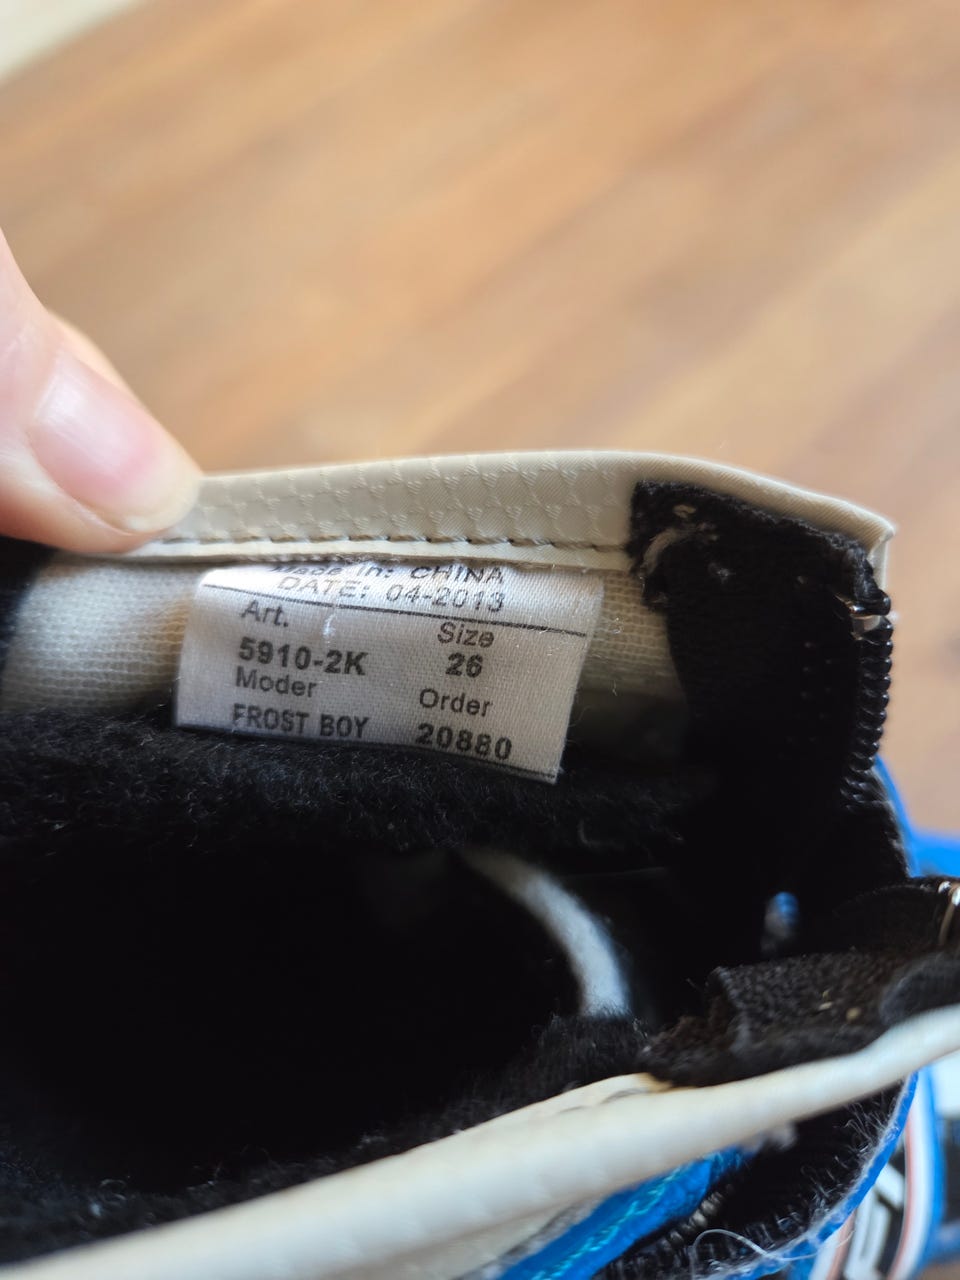 Made in: CHINA
DATE: 04-2013
Art. Size
5910-2K 26
Moder Order
FROST BOY 20880